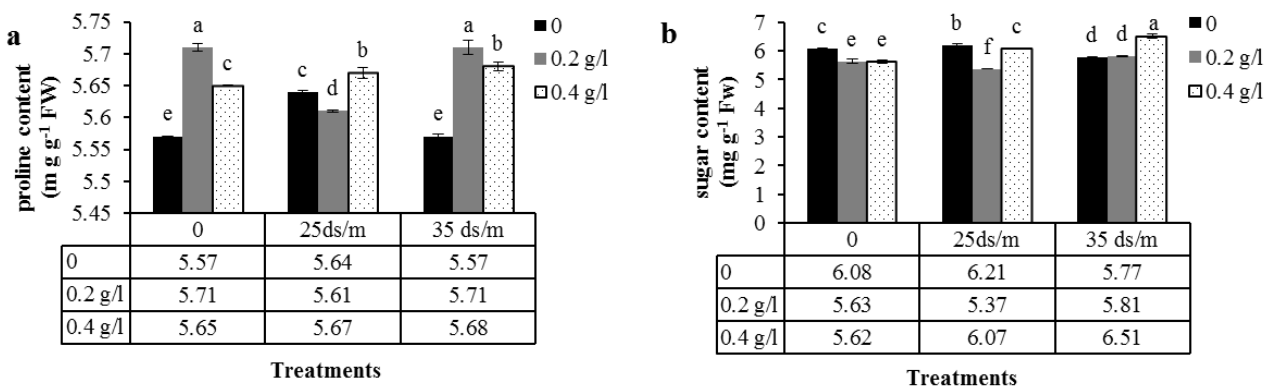 a
proline content
(m g g-1 FW)
5.75
5.7
5.65
5.6
5.55
5.5
5.45
e
a
c
c
d
b
e
a
b
0
0.2 g/l
0.4 g/l
0 25ds/m 35 ds/m
0 5.57 5.64 5.57
0.2 g/l 5.71 5.61 5.71
0.4 g/l 5.65 5.67 5.68
Treatments
b
sugar content
(mg g-1 Fw)
7
6
5
4
3
2
1
0
c
e
e
b
f
c
d
d
a
0
0.2 g/l
0.4 g/l
0 25ds/m 35 ds/m
0 6.08 6.21 5.77
0.2 g/l 5.63 5.37 5.81
0.4 g/l 5.62 6.07 6.51
Treatments